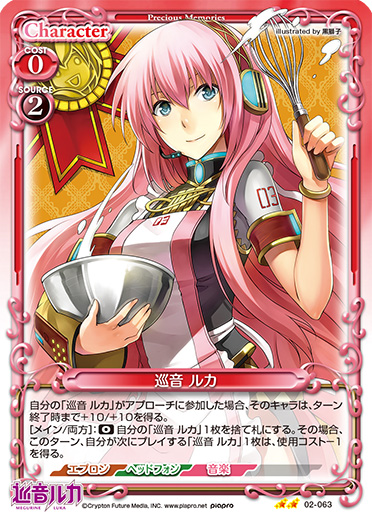 Precious Memories
Character
illustrated by 黒獅子
COST
0
SOURCE
2
03
03
巡音 ルカ
自分の「巡音 ルカ」がアプローチに参加した場合、そのキャラは、ターン
終了時まで+10/+10を得る。
[メイン/両方]: 自分の「巡音 ルカ」1枚を捨て札にする。その場合、
このターン、自分が次にプレイする「巡音 ルカ」1枚は、使用コスト-1
を得る。
エプロン ヘッドフォン 音楽
巡音ルカ
MEGURINE LUKA
02-063
©Crypton Future Media, INC. www.piapro.net piapro